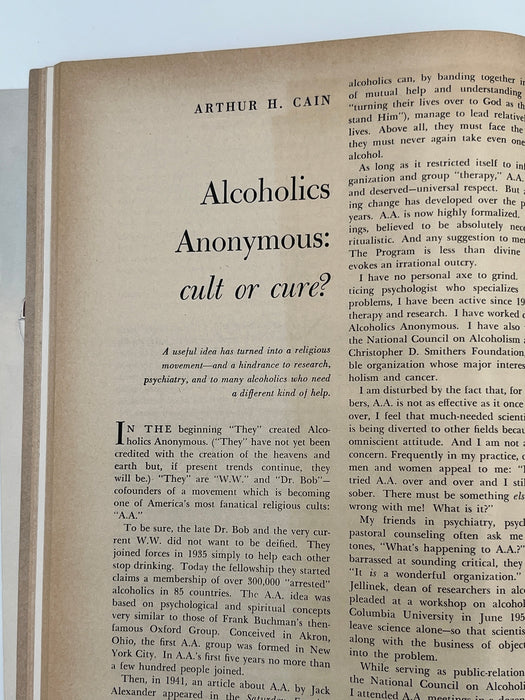 ARTHUR H. CAIN
Alcoholics
Anonymous:
cult or cure?
A useful idea has turned into a religious
movement—and a hindrance to research,
psychiatry, and to many alcoholics who need
a different kind of help.
IN THE beginning "They" created Alco-
holics Anonymous. ("They" have not yet been
credited with the creation of the heavens and
earth but, if present trends continue, they
will be.) "They" are "W.W." and "Dr. Bob"—
cofounders of a movement which is becoming
one of America's most fanatical religious cults:
"A.A."
To be sure, the late Dr. Bob and the very cur-
rent W.W. did not want to be deified. They
joined forces in 1935 simply to help each other
stop drinking. Today the fellowship they started
claims a membership of over 300,000 "arrested"
alcoholics in 85 countries. The A.A. idea was
based on psychological and spiritual concepts
very similar to those of Frank Buchman's then-
famous Oxford Group. Conceived in Akron,
Ohio, the first A.A. group was formed in New
York City. In A.A.'s first five years no more than
a few hundred people joined.
Then, in 1941, an article about A.A. by Jack
Alexander appeared in the Saturday
alcoholics can, by banding together
of mutual help and understanding
"turning their lives over to God as
stand Him"), manage to lead
lives. Above all, they must face the
they must never again take even one
alcohol.
As long as it restricted itself to
ganization and group "therapy," A.A.
and deserved—universal respect. But
ing change has developed over the
years. A.A. is now highly formalized.
ings, believed to be absolutely
ritualistic. And any suggestion to
The Program is less than divine
evokes an irrational outcry.
I have no personal axe to grind.
ticing psychologist who specializes
problems, I have been active since
therapy and research. I have worked
Alcoholics Anonymous. I have also
the National Council on Alcoholism
Christopher D. Smithers Foundation
ble organization whose major
holism and cancer.
I am disturbed by the fact that, for
bers, A.A. is not as effective as it once
over, I feel that much-needed
is being diverted to other fields
omniscient attitude. And I am not
concern. Frequently in my practice,
men and women appeal to me:
tried A.A. over and over and I
sober. There must be something
wrong with me! What is it?"
My friends in psychiatry,
pastoral counseling often ask me
tones, "What's happening to A.A.?"
barrassed at sounding critical, they
"It is a wonderful organization."
Jellinek, dean of researchers in
pleaded at a workshop on
Columbia University in June
leave science alone—so that
along with the business of
into the problem.
While serving as
the National Council on
I attended A.A. meetings in a